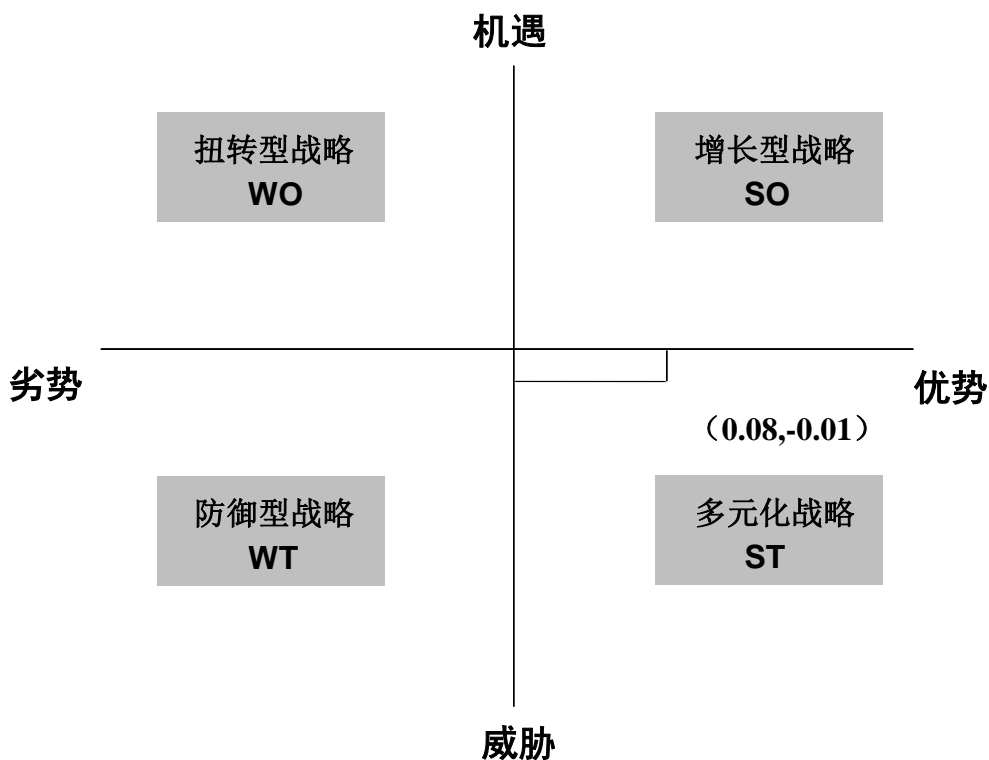 机遇
扭转型战略
WO
增长型战略
SO
劣势
优势
（0.08,-0.01）
防御型战略
WT
多元化战略
ST
威胁